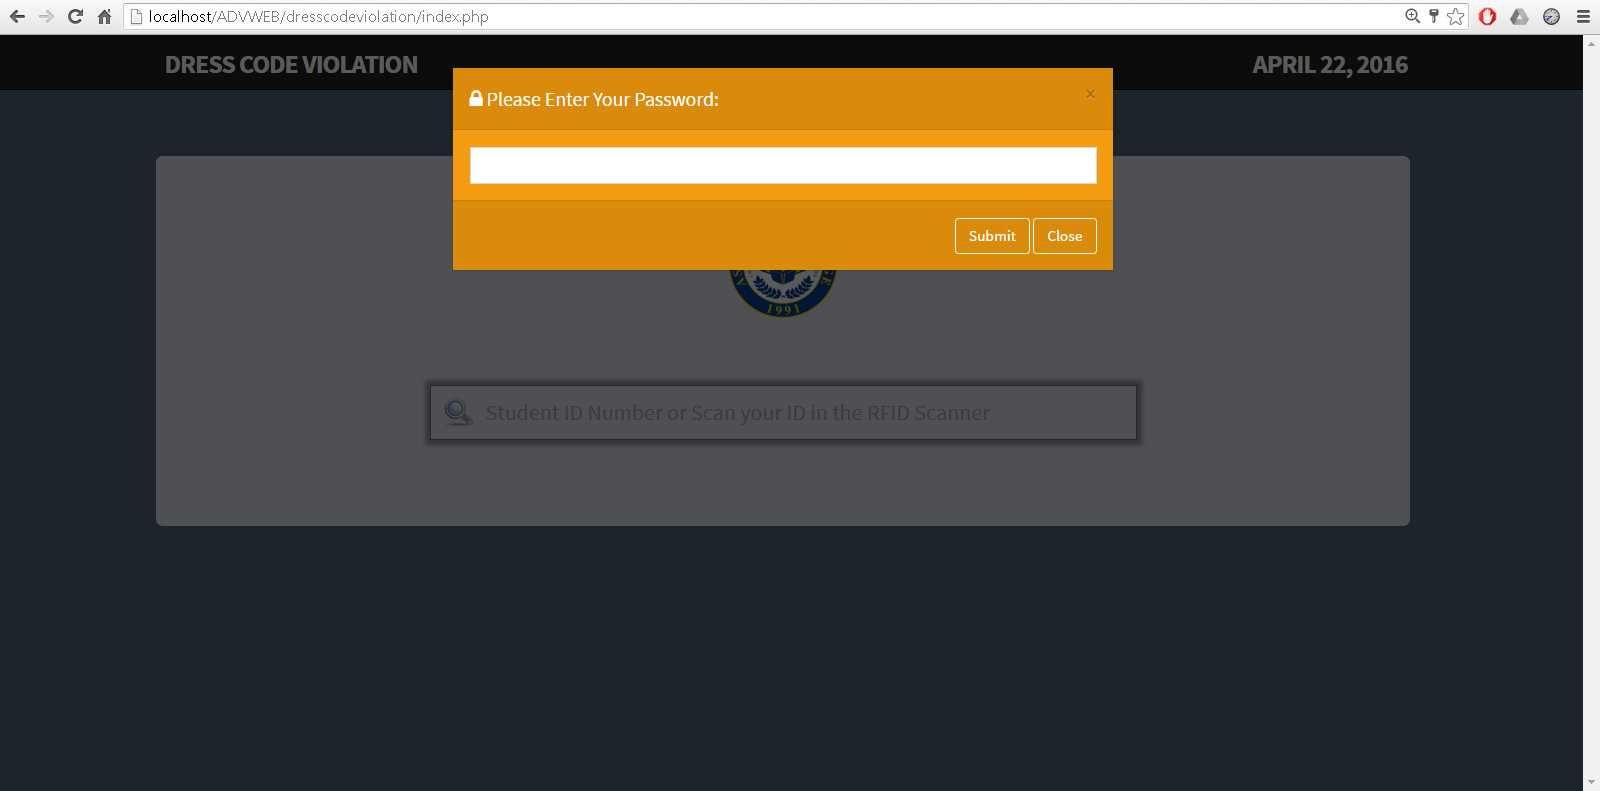 localhost/ADVWEB/dresscodeviolation/index.php
DRESS CODE VIOLATION
APRIL 22, 2016
Please Enter Your Password:
×
Submit Close
1991
Student ID Number or Scan your ID in the RFID Scanner